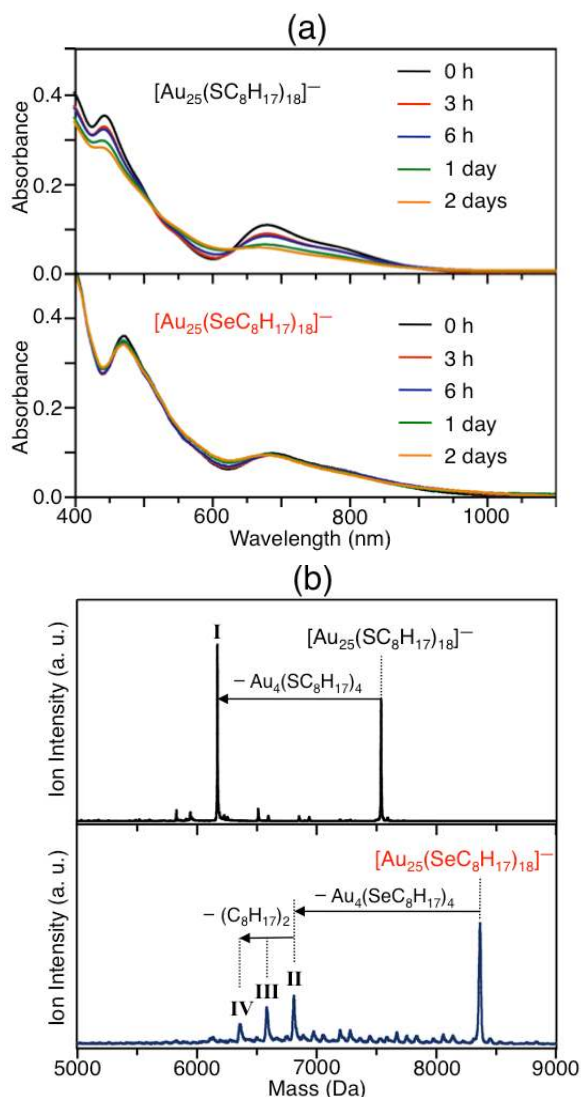 (a)
[Au₂₅(SC₈H₁₇)₁₈]⁻
0 h
3 h
6 h
1 day
2 days
Absorbance
0.4
0.2
0.0
[Au₂₅(SeC₈H₁₇)₁₈]⁻
0 h
3 h
6 h
1 day
2 days
Absorbance
0.4
0.2
0.0
400 600 800 1000
Wavelength (nm)
(b)
I
[Au₂₅(SC₈H₁₇)₁₈]⁻
− Au₄(SC₈H₁₇)₄
Ion Intensity (a. u.)
[Au₂₅(SeC₈H₁₇)₁₈]⁻
− Au₄(SeC₈H₁₇)₄
− (C₈H₁₇)₂
II
III
IV
Ion Intensity (a. u.)
5000 6000 7000 8000 9000
Mass (Da)